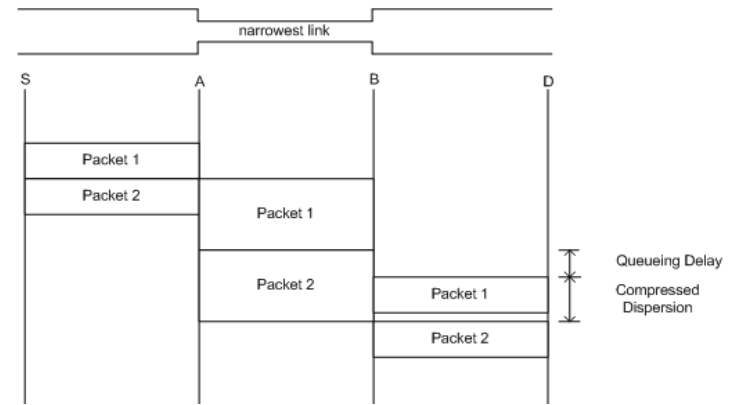 narrowest link
S
A
B
D
Packet 1
Packet 2
Packet 1
Packet 2
Packet 1
Packet 2
Queueing Delay
Compressed
Dispersion